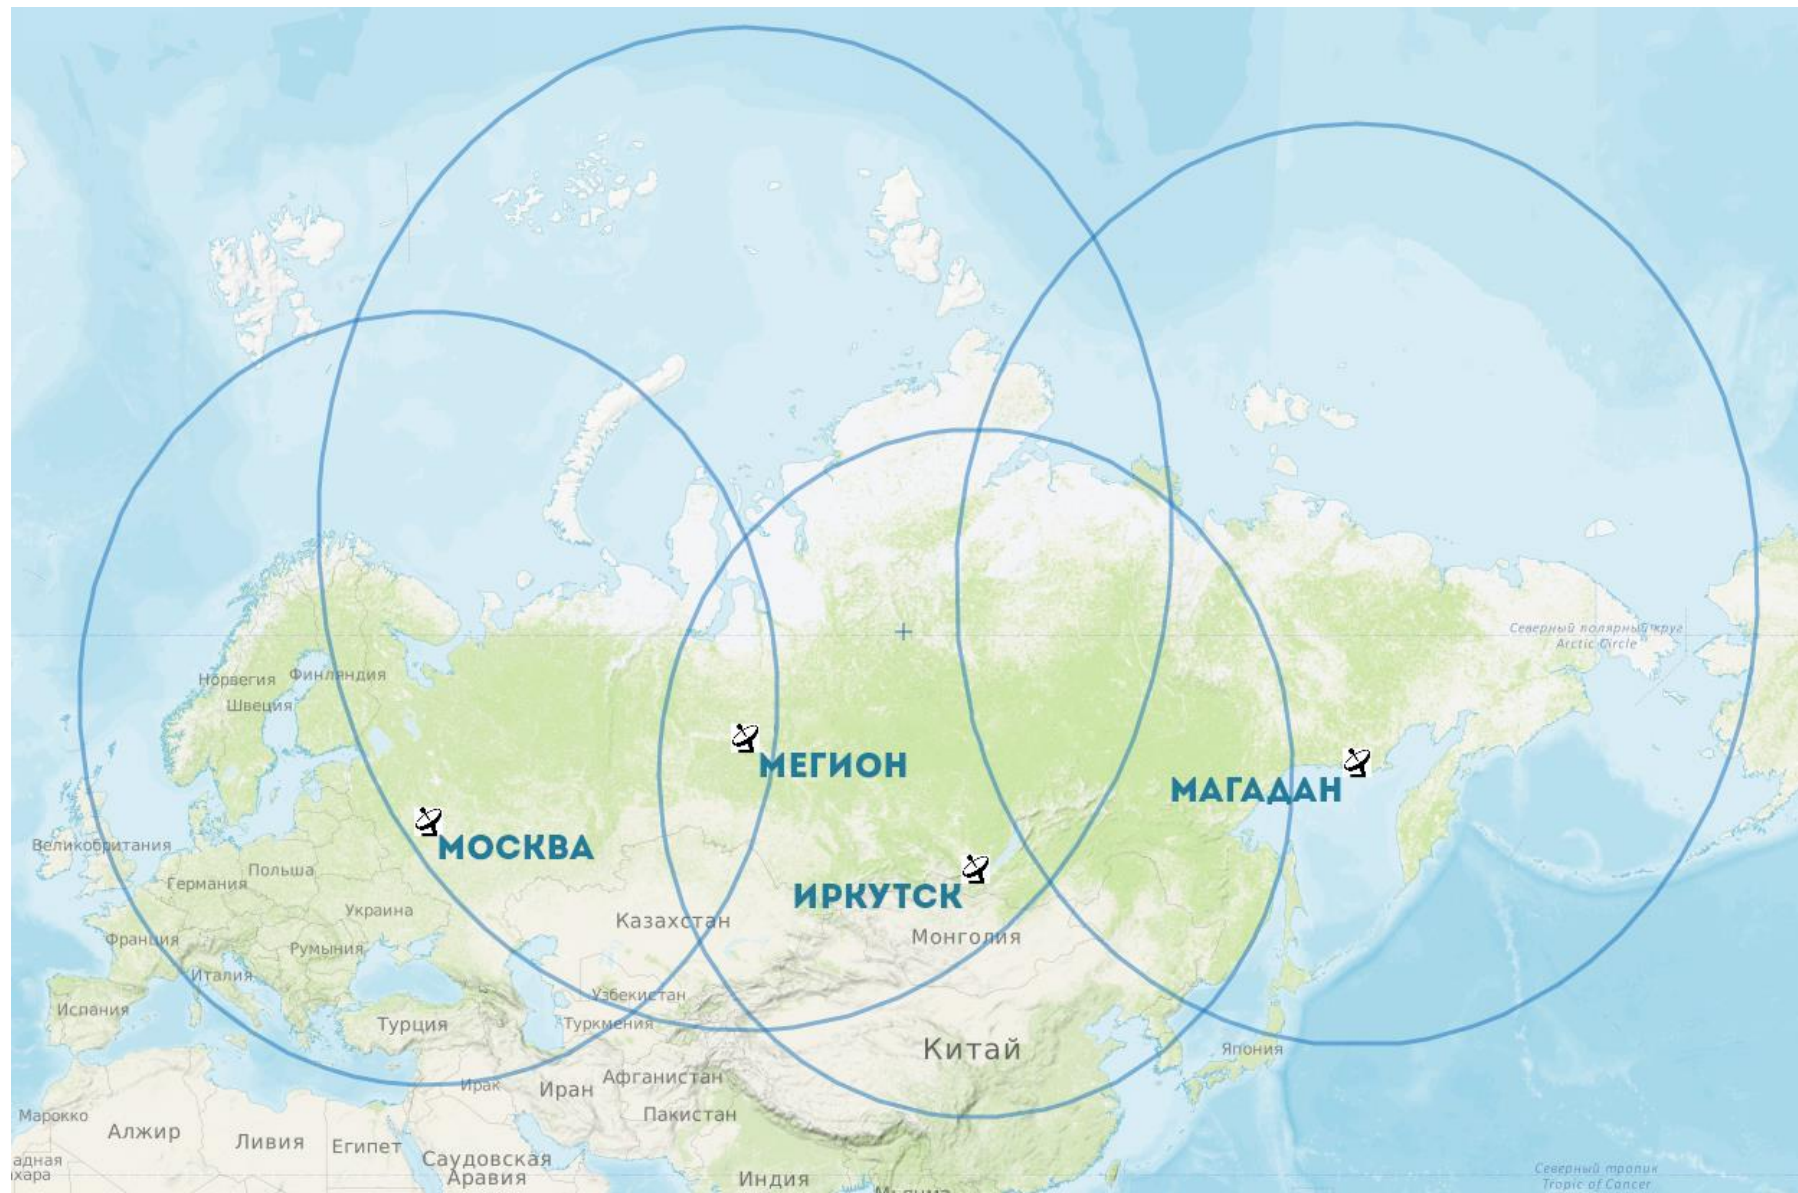 Северный полярный круг
Arctic Circle
Норвегия
Финляндия
Швеция
МЕГИОН
МАГАДАН
МОСКВА
Великобритания
Польша
Германия
ИРКУТСК
Украина
Казахстан
Франция
Румыния
Монголия
Италия
Узбекистан
Испания
Турция
Туркмения
Китай
Япония
Ирак
Иран
Афганистан
Марокко
Пакистан
Алжир
Ливия
Египет
Саудовская
Аравия
Индия
Северный тропик
Tropic of Cancer